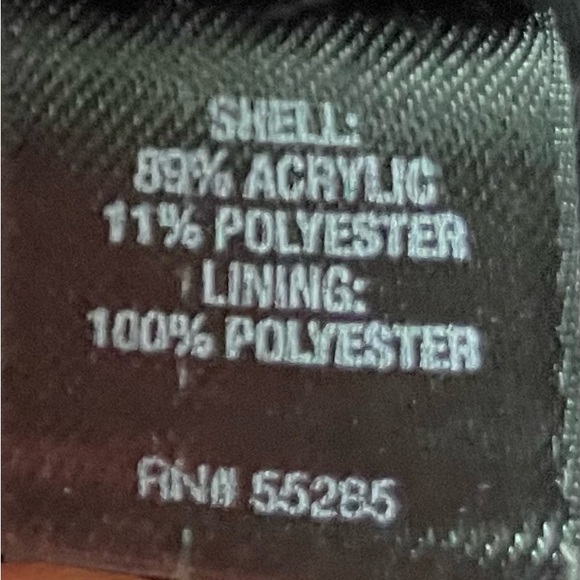 SHELL:
89% ACRYLIC
11% POLYESTER
LINING:
100% POLYESTER
RN# 55285